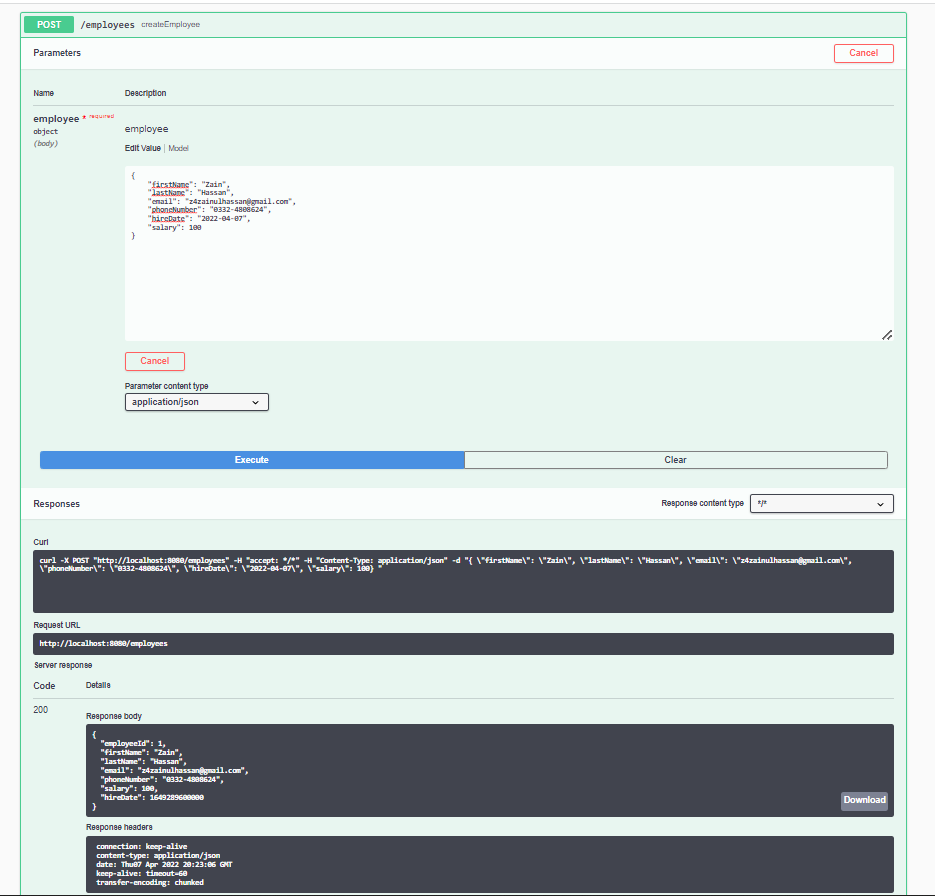 POST /employees createEmployee
Parameters
Cancel
Name Description
employee * required
object
(body)
employee
Edit Value | Model
{
"firstName": "Zain",
"lastName": "Hassan",
"email": "z4zainulhassan@gmail.com",
"phoneNumber": "0332-4808624",
"hireDate": "2022-04-07",
"salary": 100
}
Cancel
Parameter content type
application/json
Execute Clear
Responses Response content type */*
Curl
curl -X POST "http://localhost:8080/employees" -H "accept: */*" -H "Content-Type: application/json" -d "{ \"firstName\": \"Zain\", \"lastName\": \"Hassan\", \"email\": \"z4zainulhassan@gmail.com\",
\"phoneNumber\": \"0332-4808624\", \"hireDate\": \"2022-04-07\", \"salary\": 100} "
Request URL
http://localhost:8080/employees
Server response
Code Details
200
Response body
{
"employeeId": 1,
"firstName": "Zain",
"lastName": "Hassan",
"email": "z4zainulhassan@gmail.com",
"phoneNumber": "0332-4808624",
"salary": 100,
"hireDate": 1649289600000
}
Download
Response headers
connection: keep-alive
content-type: application/json
date: Thu07 Apr 2022 20:23:06 GMT
keep-alive: timeout=60
transfer-encoding: chunked